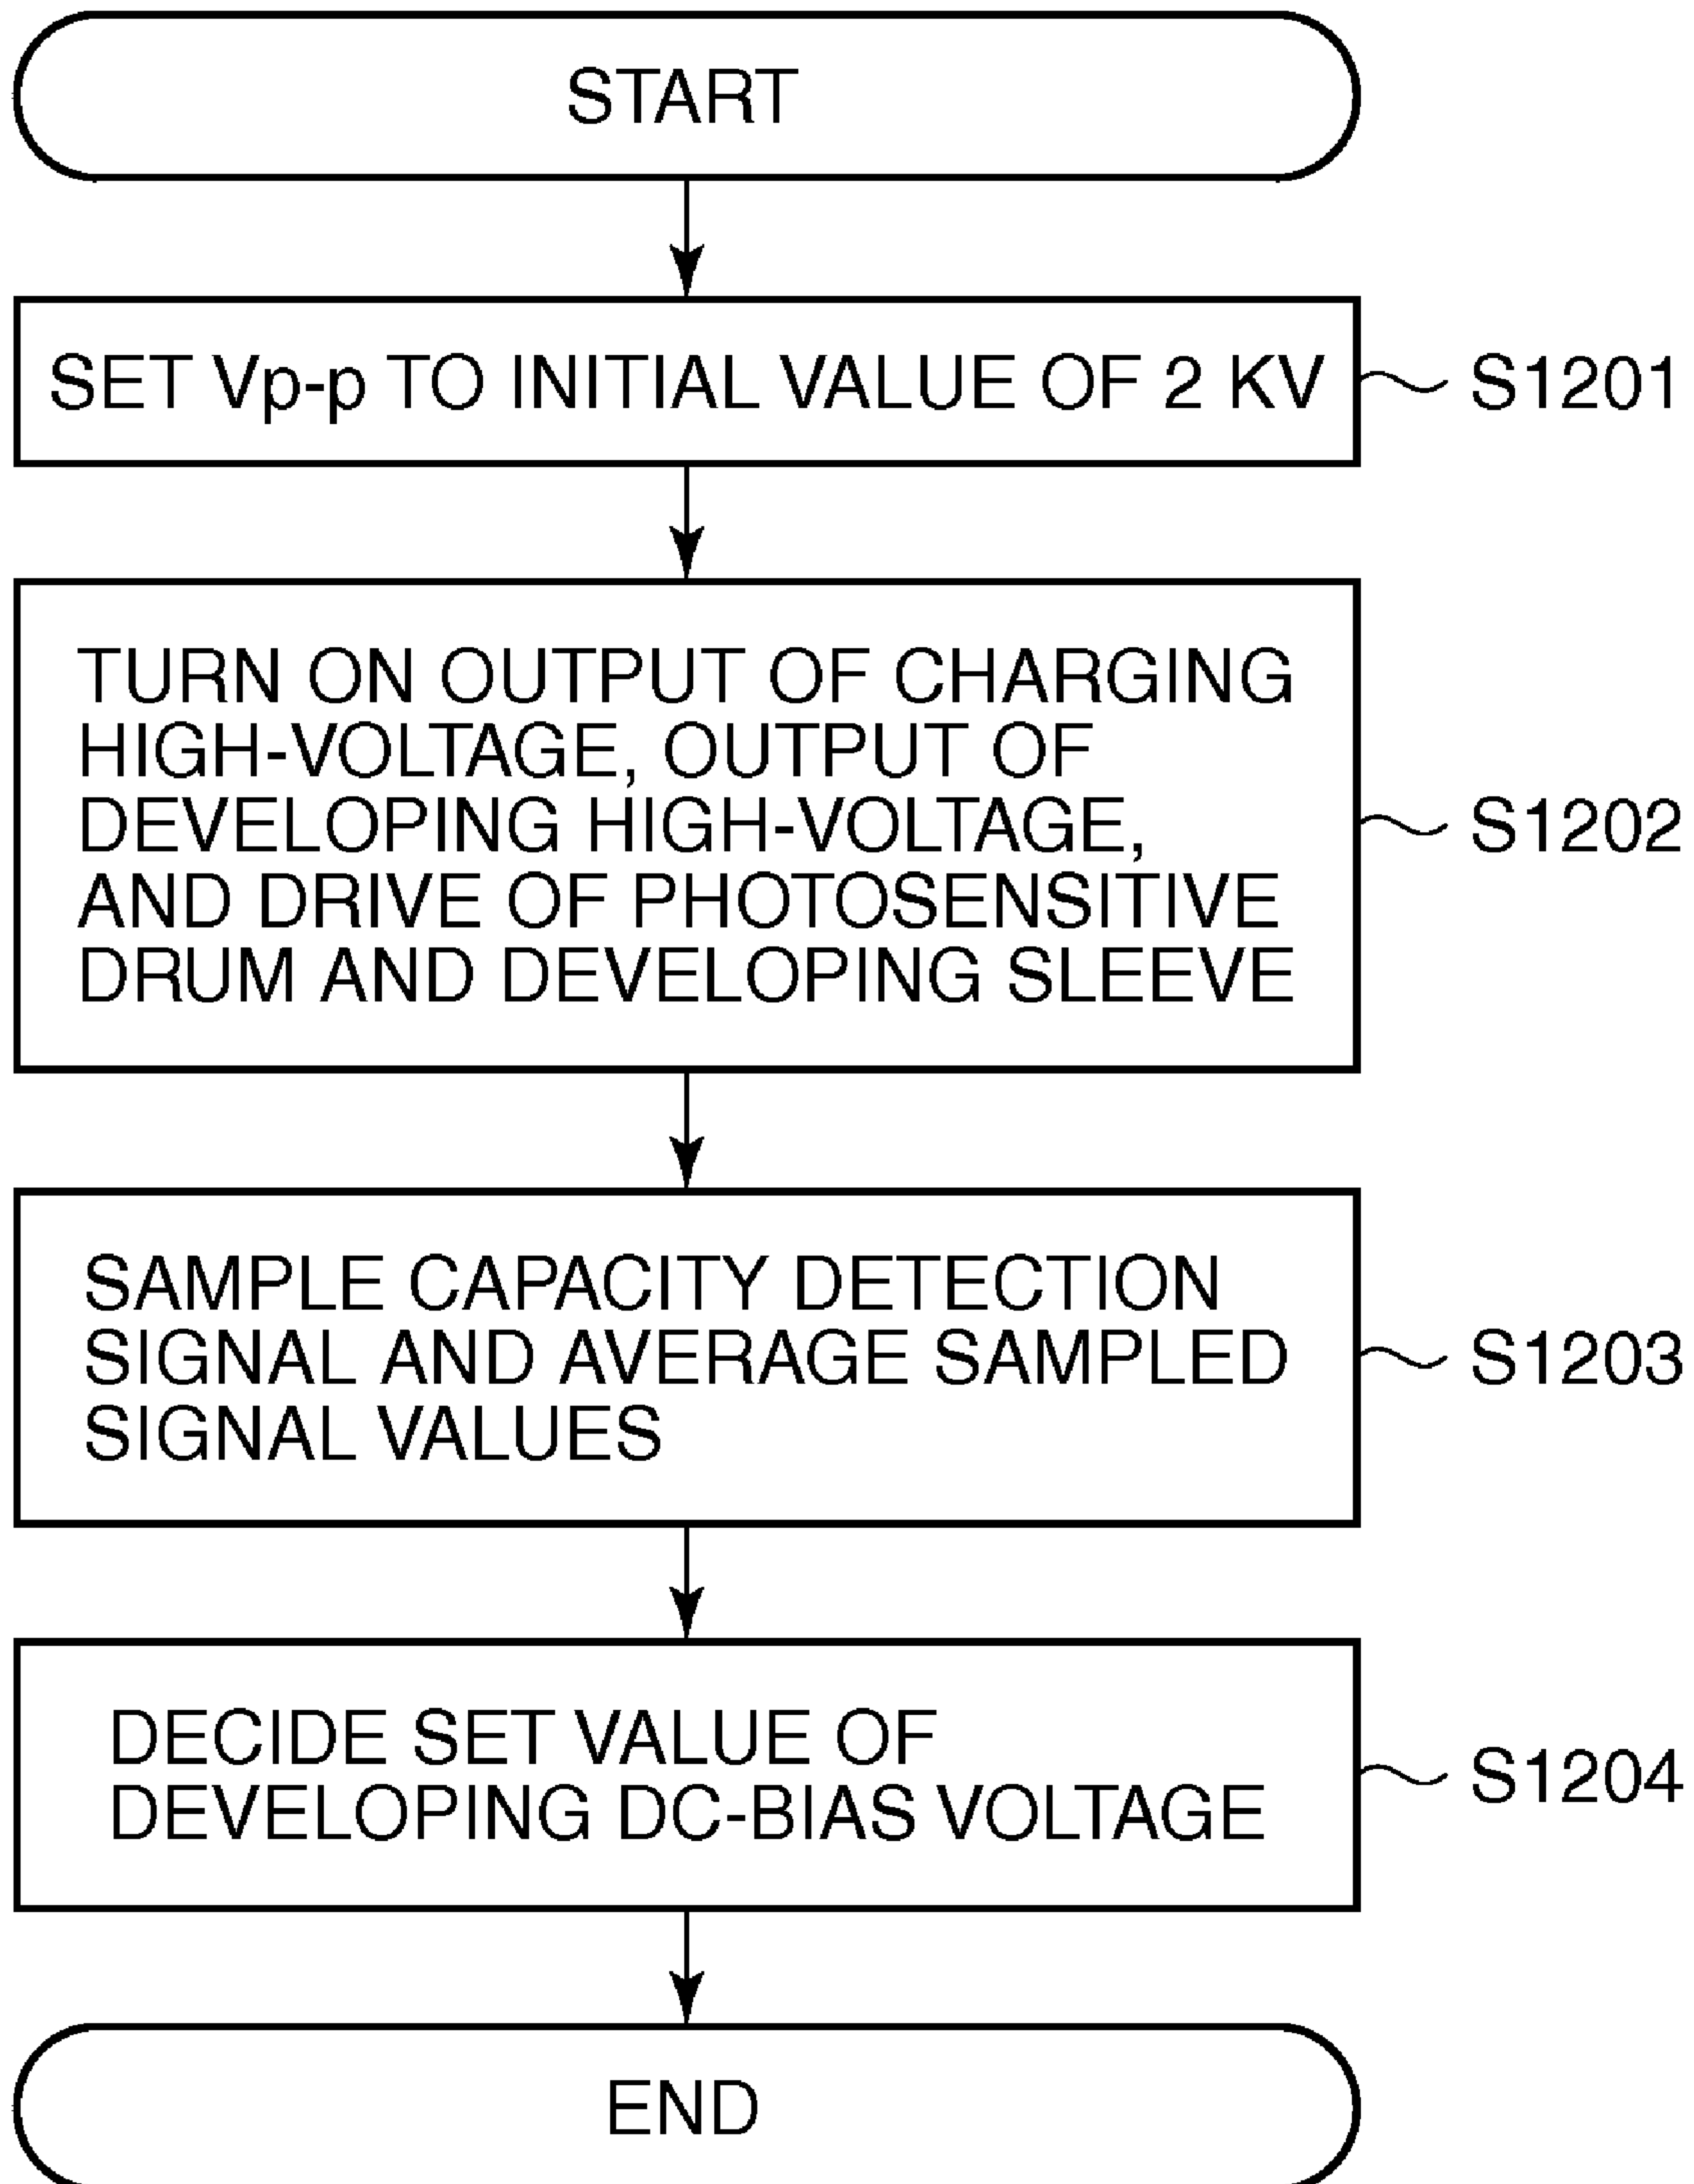 START
SET Vp-p TO INITIAL VALUE OF 2 KV
S1201
TURN ON OUTPUT OF CHARGING
HIGH-VOLTAGE, OUTPUT OF
DEVELOPING HIGH-VOLTAGE,
AND DRIVE OF PHOTOSENSITIVE
DRUM AND DEVELOPING SLEEVE
S1202
SAMPLE CAPACITY DETECTION
SIGNAL AND AVERAGE SAMPLED
SIGNAL VALUES
S1203
DECIDE SET VALUE OF
DEVELOPING DC-BIAS VOLTAGE
S1204
END